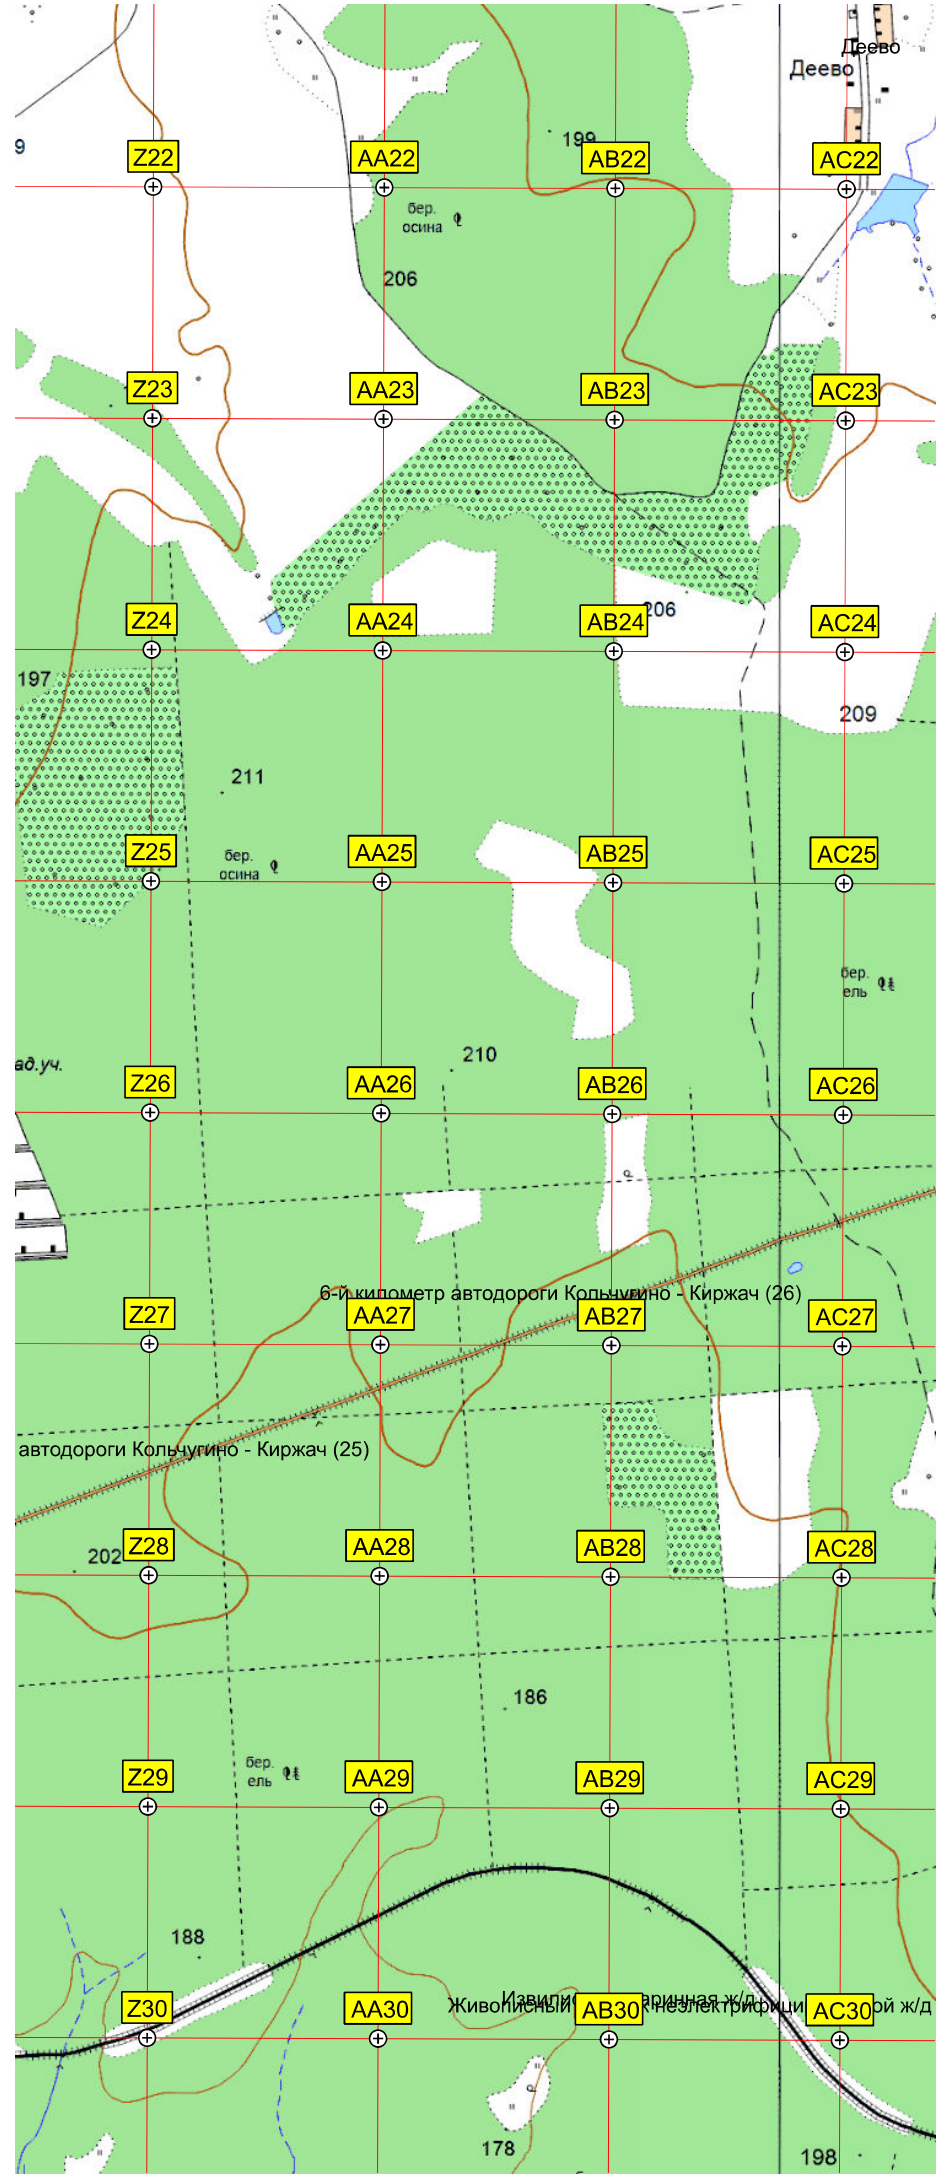 Деево
Деево
9
199
Z22
AA22
AB22
AC22
бер.
осина
206
Z23
AA23
AB23
AC23
Z24
AA24
AB24
206
AC24
197
209
211
Z25
AA25
AB25
AC25
бер.
осина
бер.
ель
210
ад.уч.
Z26
AA26
AB26
AC26
6-й километр автодороги Кольчугино - Киржач (26)
Z27
AA27
AB27
AC27
автодороги Кольчугино - Киржач (25)
202
Z28
AA28
AB28
AC28
186
бер.
ель
Z29
AA29
AB29
AC29
188
Z30
AA30
AB30
AC30
178
198